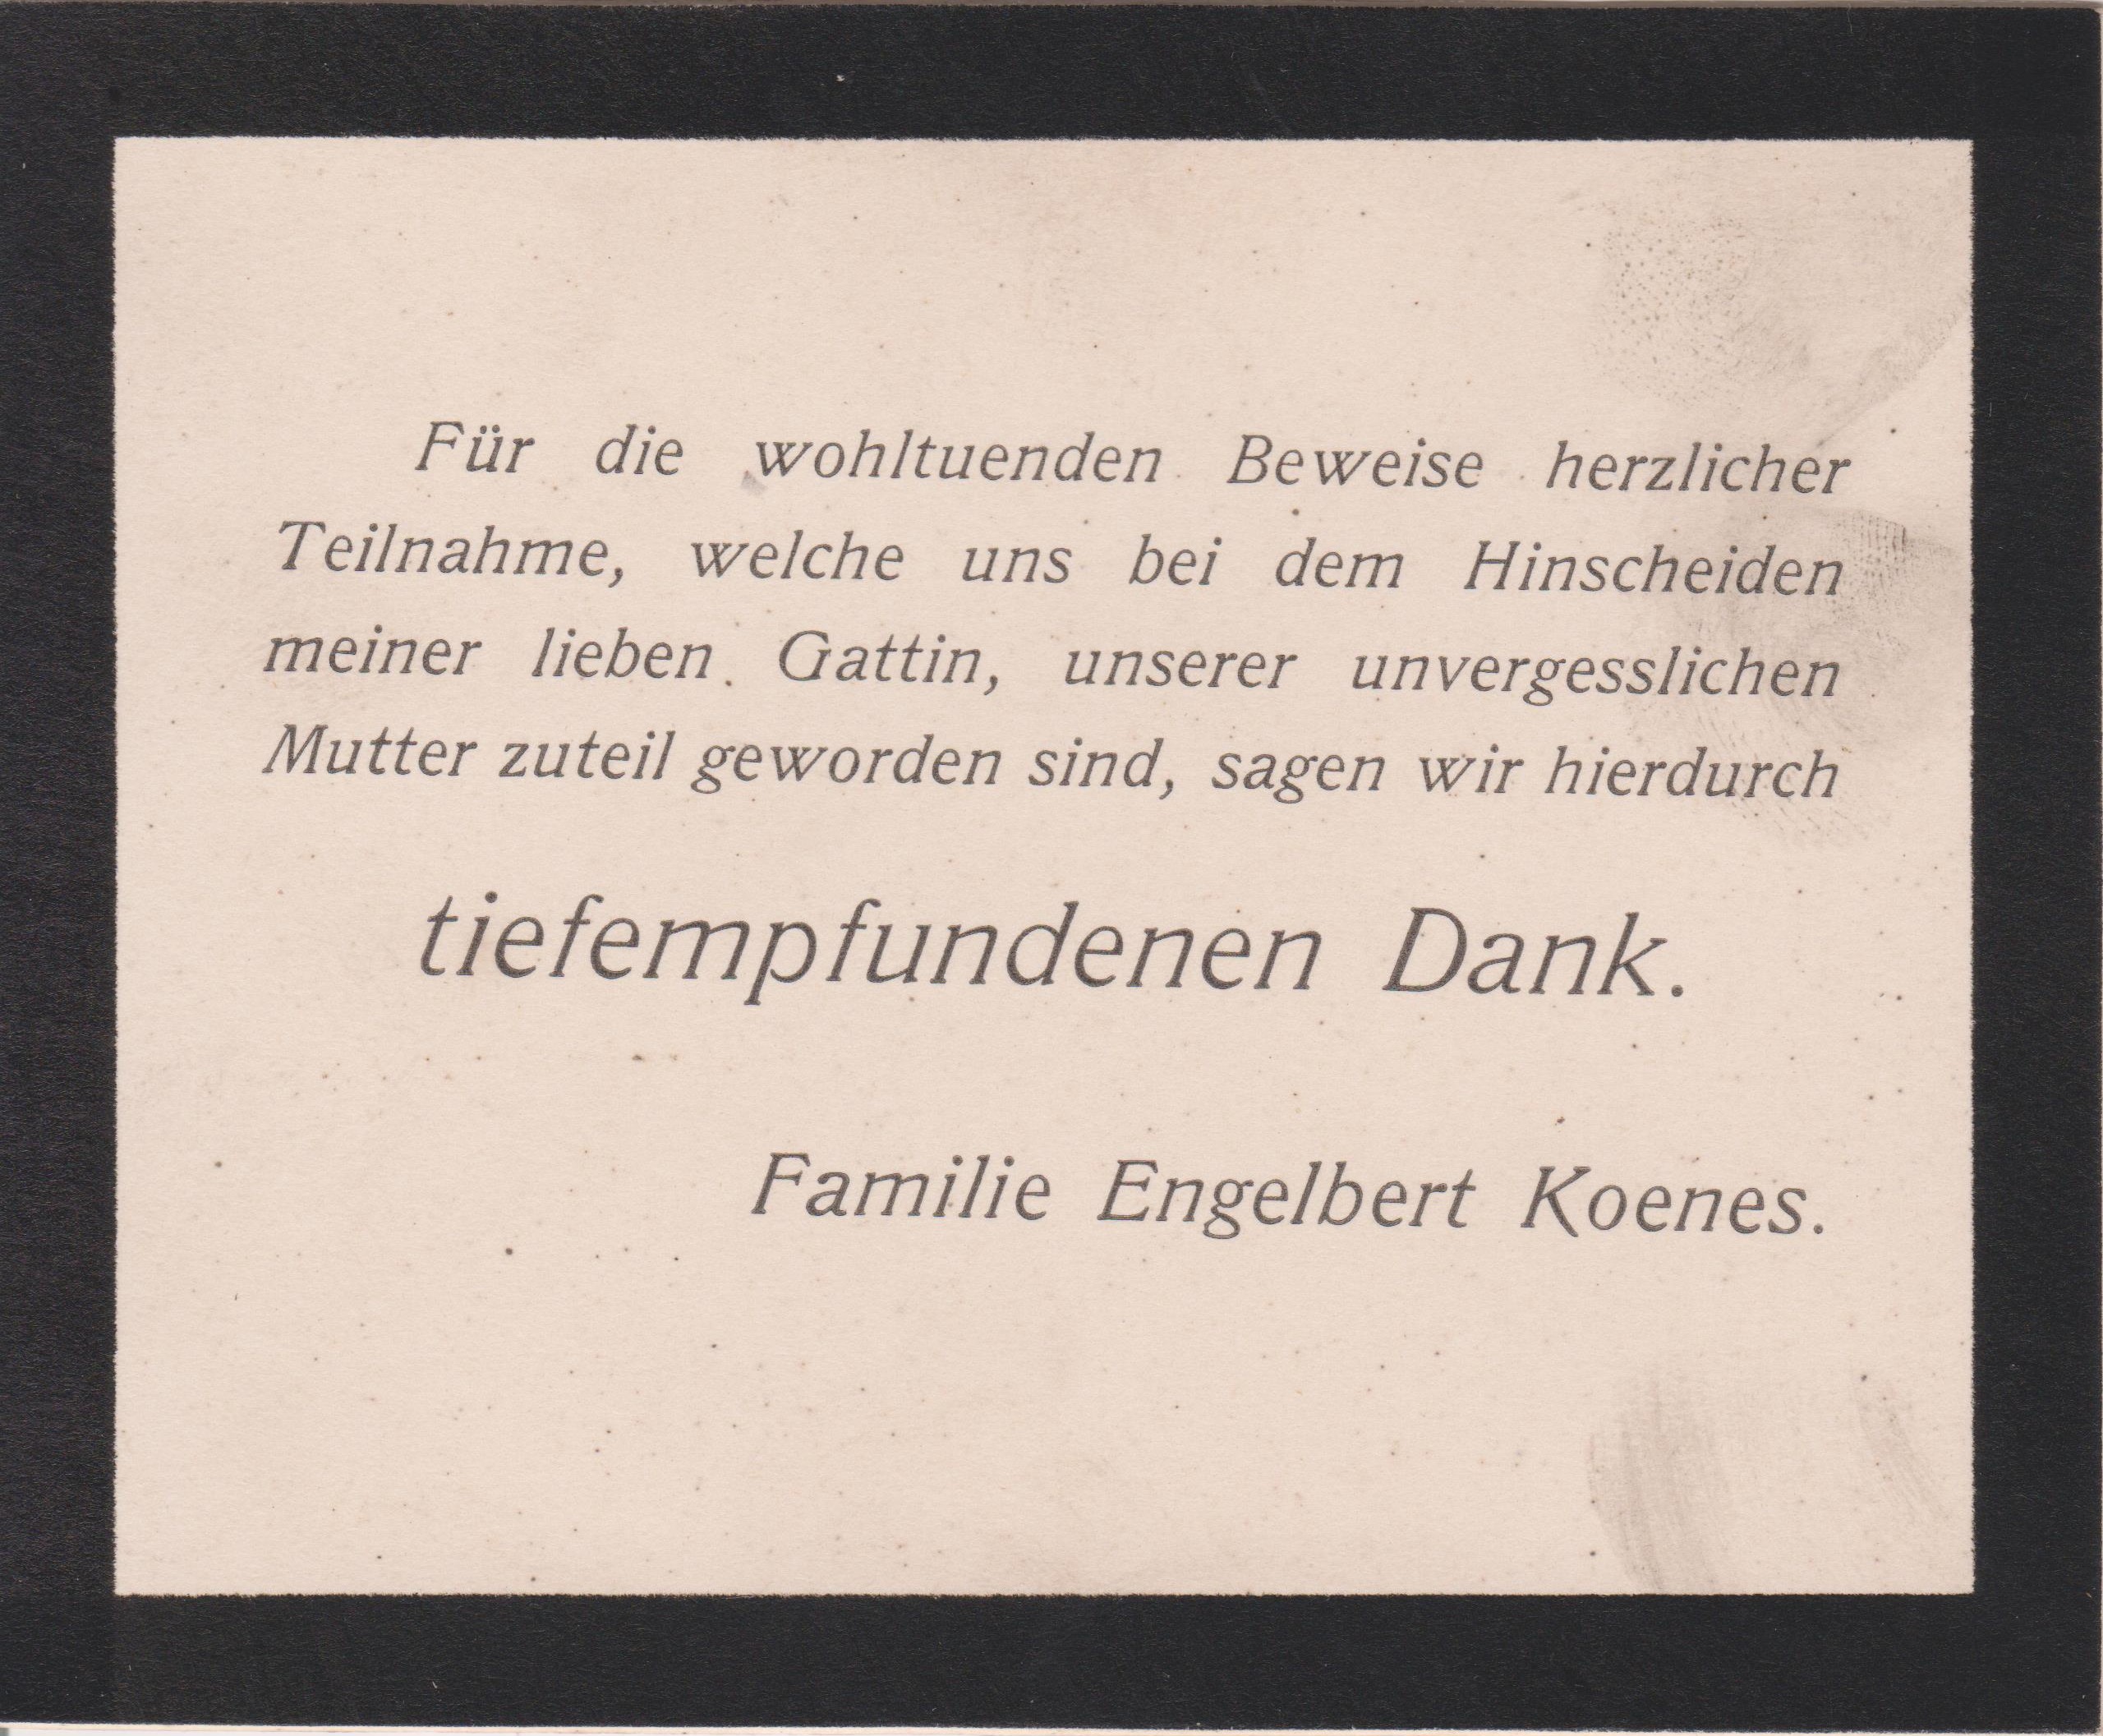 Für die wohltuenden Beweise herzlicher
Teilnahme, welche uns bei dem Hinscheiden
meiner lieben Gattin, unserer unvergesslichen
Mutter zuteil geworden sind, sagen wir hierdurch
tiefempfundenen Dank.
Familie Engelbert Koenes.